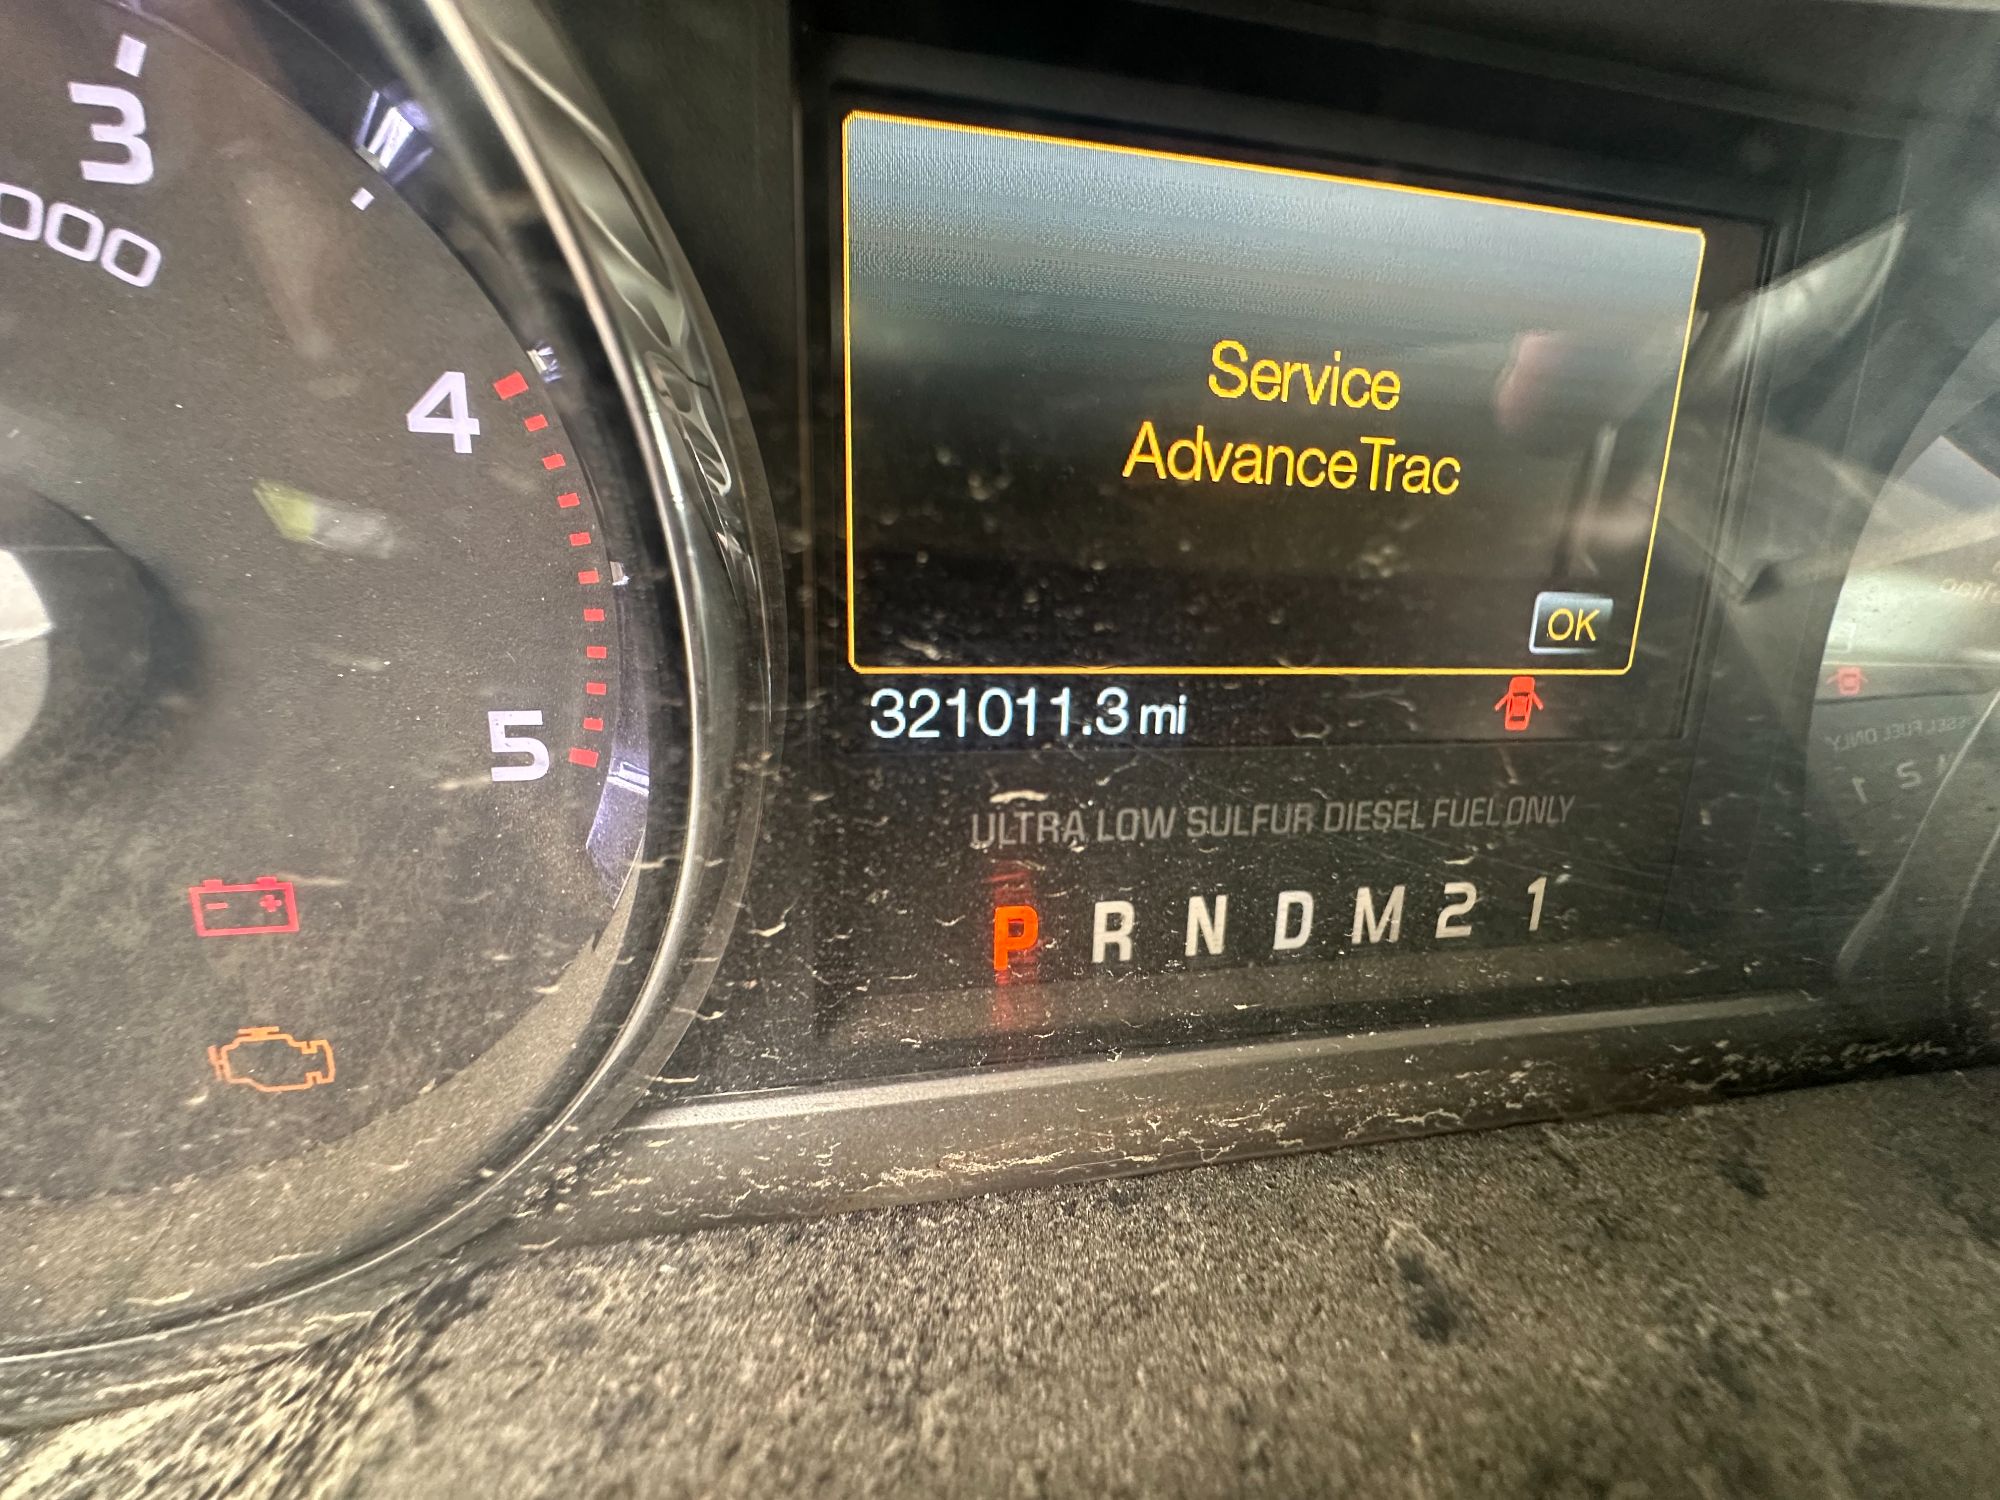 3
000
4
5
Service
AdvanceTrac
OK
321011.3 mi
ULTRA LOW SULFUR DIESEL FUEL ONLY
P R N D M 2 1